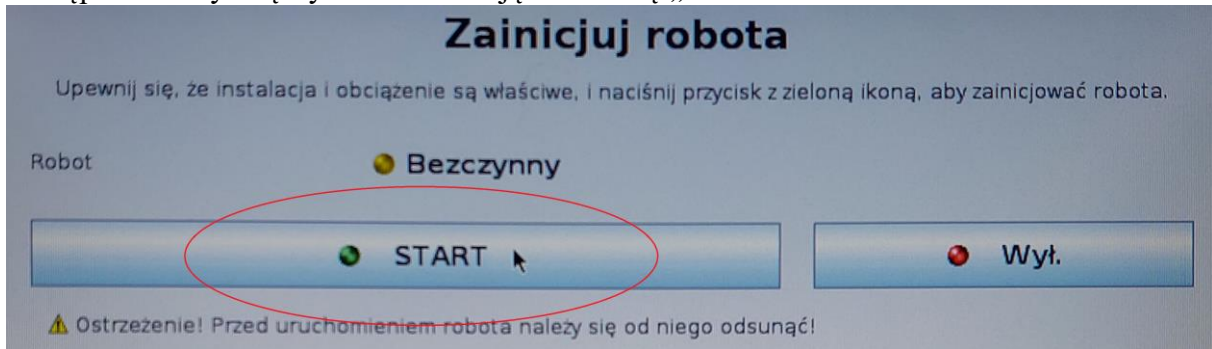 Zainicjuj robota
Upewnij się, że instalacja i obciążenie są właściwe, i naciśnij przycisk z zieloną ikoną, aby zainicjować robota.
Robot Bezczynny
START Wył.
Ostrzeżenie! Przed uruchomieniem robota należy się od niego odsunąć!